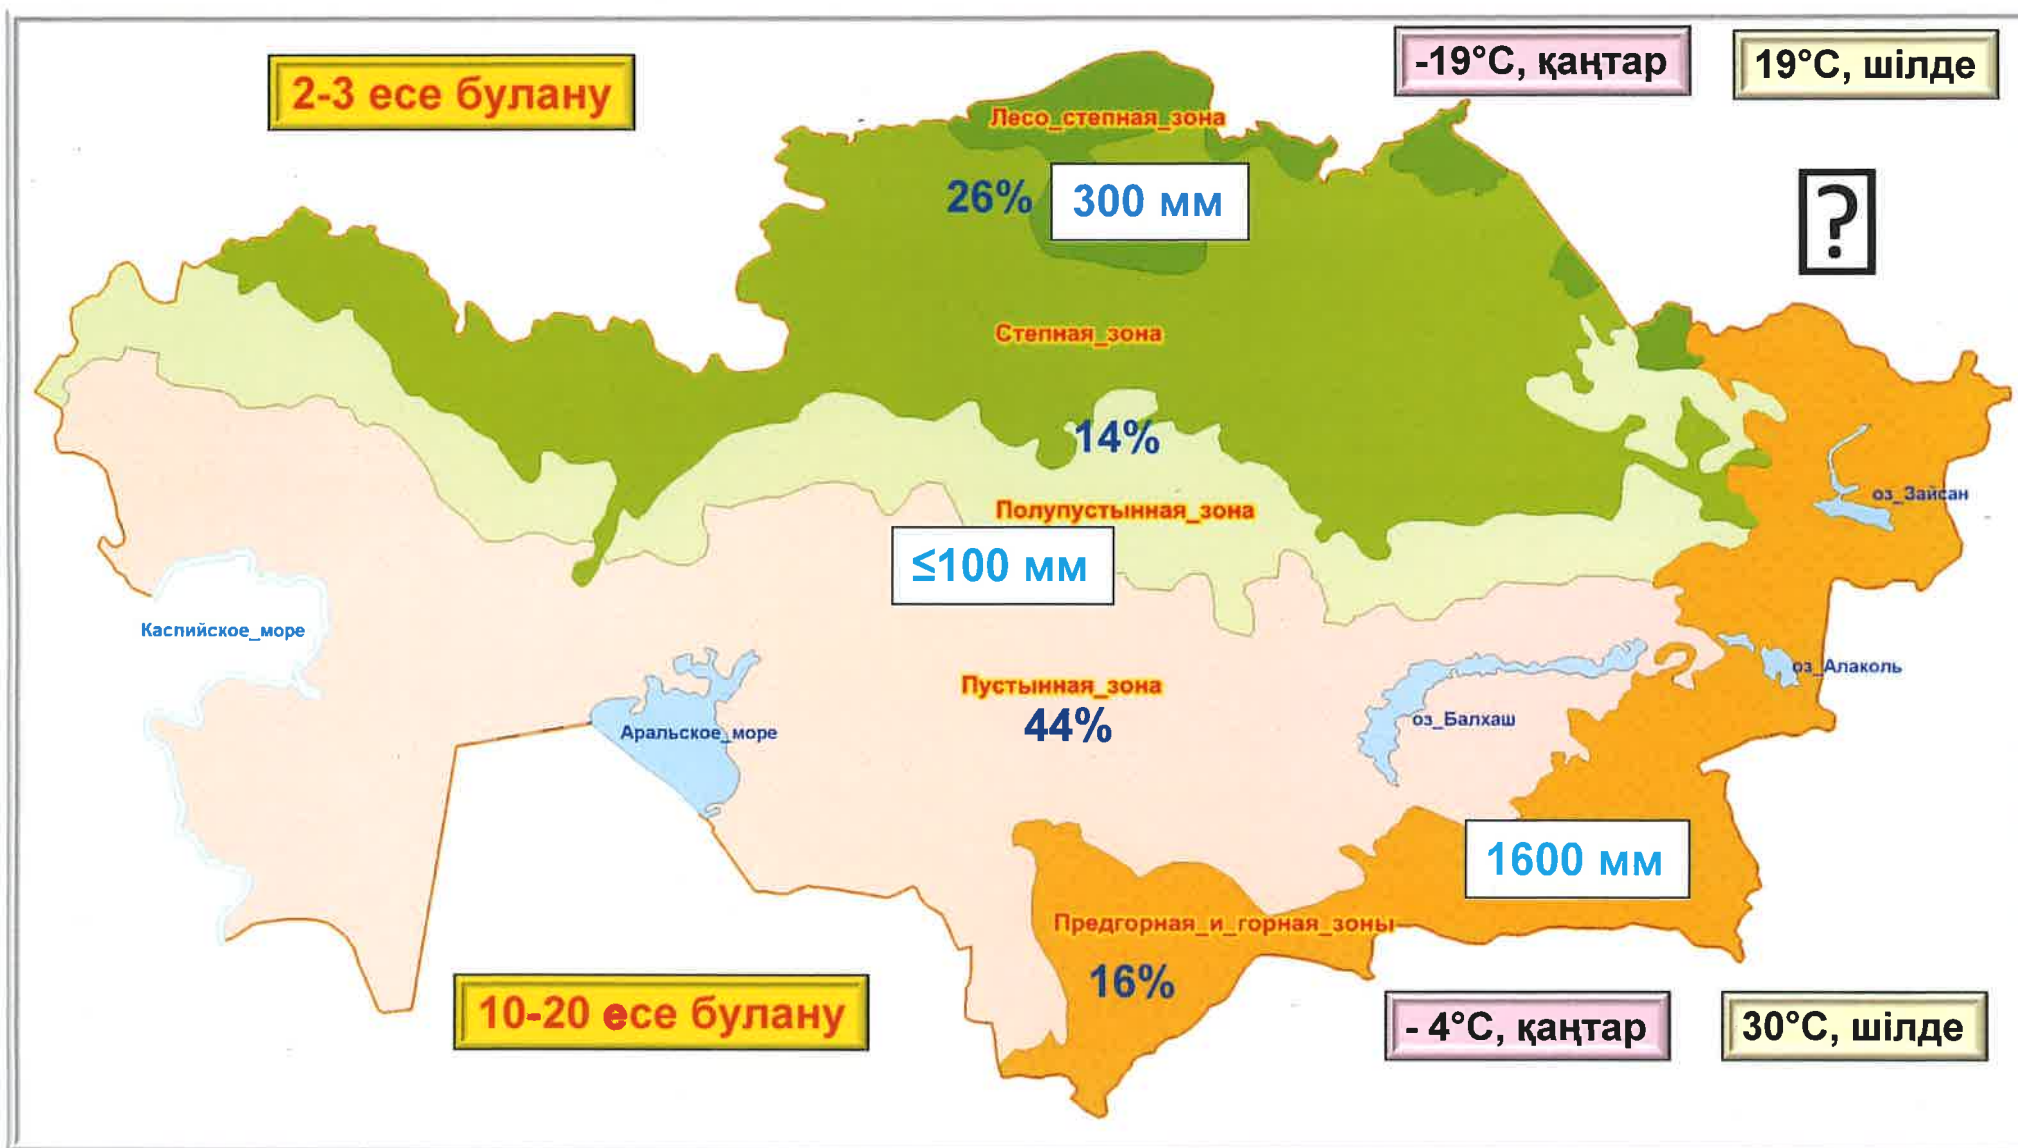 -19°C, қаңтар
19°C, шілде
2-3 есе булану
Лесо_степная_зона
26%
300 мм
?
Степная_зона
14%
оз_Зайсан
Полупустынная_зона
≤100 мм
Каспийское_море
оз_Алаколь
Пустынная_зона
44%
оз_Балхаш
Аральское_море
1600 мм
Предгорная_и_горная_зоны
16%
10-20 есе булану
- 4°C, қаңтар
30°C, шілде